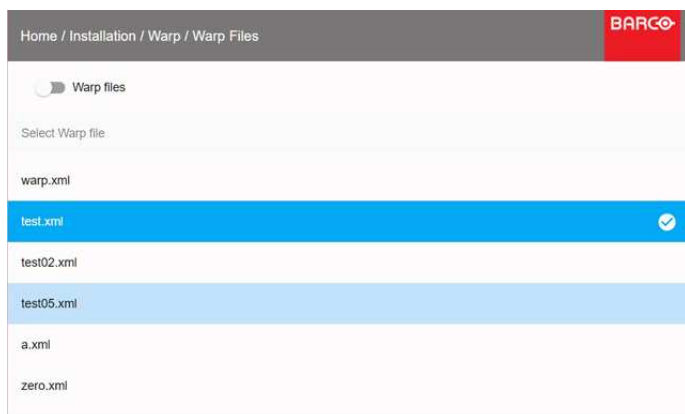 Home / Installation / Warp / Warp Files
BARCO
Warp files
Select Warp file
warp.xml
test.xml
test02.xml
test05.xml
a.xml
zero.xml